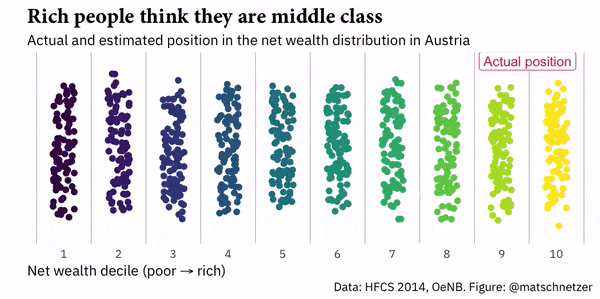 Rich people think they are middle class
Actual and estimated position in the net wealth distribution in Austria
Actual position
1 2 3 4 5 6 7 8 9 10
Net wealth decile (poor → rich)
Data: HFCS 2014, OeNB. Figure: @matschnetzer